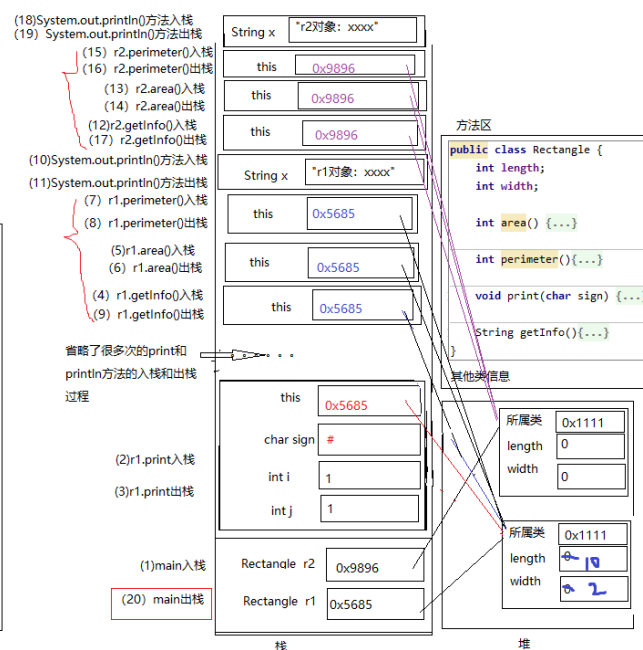 (18)System.out.println()方法入栈
(19) System.out.println()方法出栈
String x
"r2对象：xxxx"
(15) r2.perimeter()入栈
(16) r2.perimeter()出栈
this
0x9896
(13) r2.area()入栈
(14) r2.area()出栈
this
0x9896
(12)r2.getInfo()入栈
(17) r2.getInfo()出栈
this
0x9896
(10)System.out.println()方法入栈
(11)System.out.println()方法出栈
String x
"r1对象：xxxx"
(7) r1.perimeter()入栈
(8) r1.perimeter()出栈
this
0x5685
(5)r1.area()入栈
(6) r1.area()出栈
this
0x5685
(4) r1.getInfo()入栈
(9) r1.getInfo()出栈
this
0x5685
省略了很多次的print和
println方法的入栈和出栈
过程
this
0x5685
char sign
#
(2)r1.print入栈
int i
1
(3)r1.print出栈
int j
1
(1)main入栈
Rectangle r2
0x9896
(20) main出栈
Rectangle r1
0x5685
栈
方法区
public class Rectangle {
int length;
int width;
int area() {...}
int perimeter(){...}
void print(char sign) {...}
String getInfo(){...}
}
其他类信息
所属类
0x1111
length
0
width
0
所属类
0x1111
length
0 10
width
0 2
堆